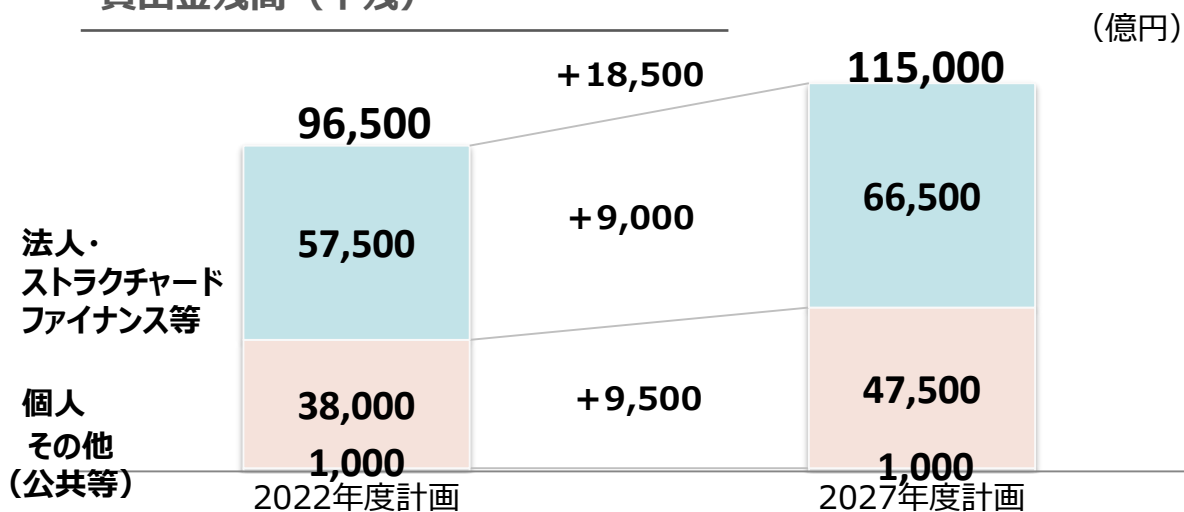 （億円）
+18,500
115,000
96,500
66,500
+9,000
57,500
法人・
ストラクチャード
ファイナンス等
47,500
+9,500
38,000
個人
その他
（公共等）
1,000
1,000
2022年度計画
2027年度計画